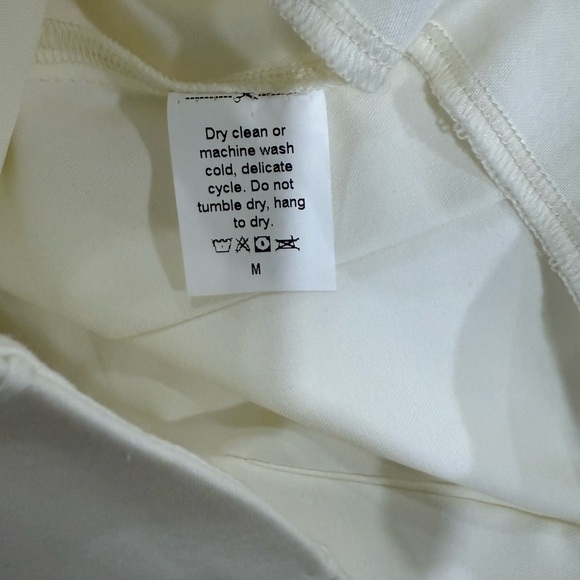 Dry clean or
machine wash
cold, delicate
cycle. Do not
tumble dry, hang
to dry.
M